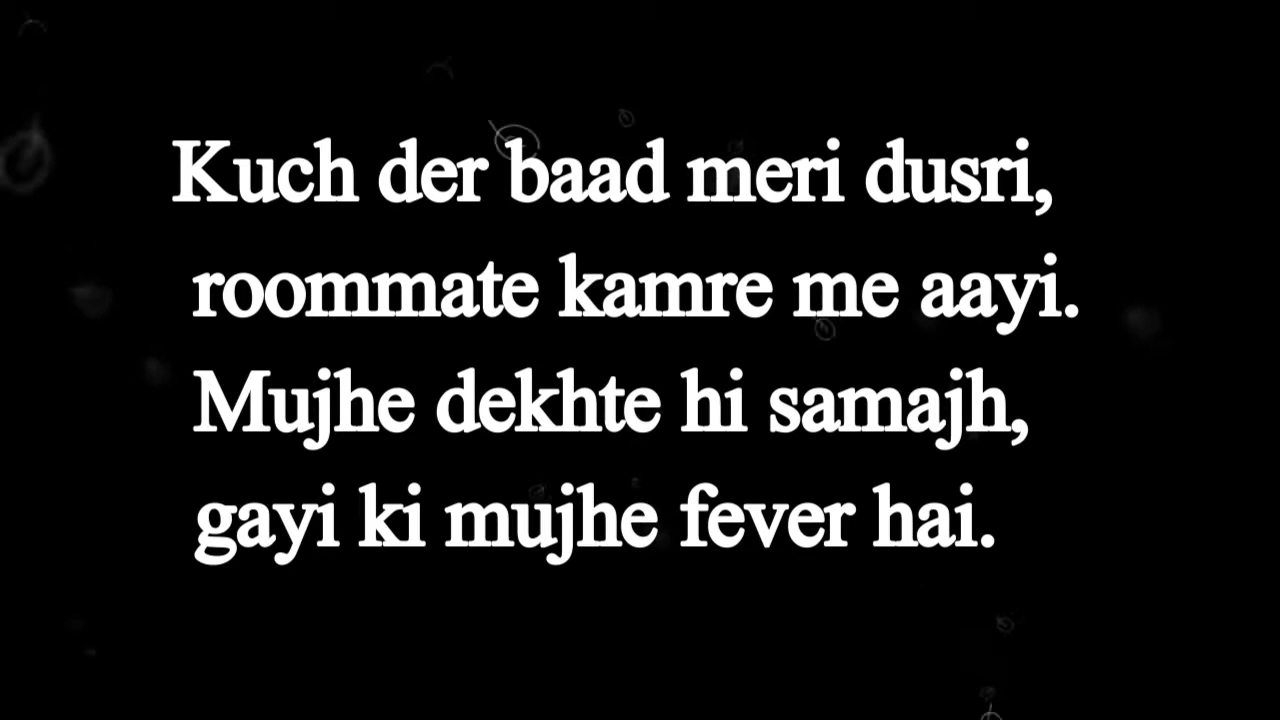 Kuch der baad meri dusri,
roommate kamre me aayi.
Mujhe dekhte hi samajh,
gayi ki mujhe fever hai.